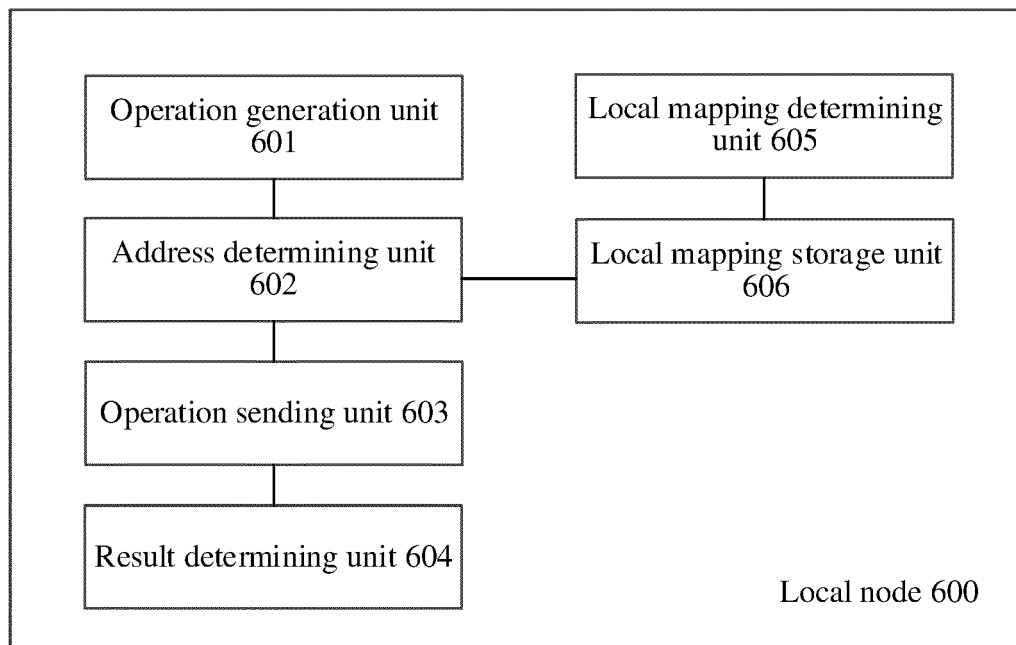 Operation generation unit
601
Address determining unit
602
Operation sending unit 603
Result determining unit 604
Local mapping determining
unit 605
Local mapping storage unit
606
Local node 600